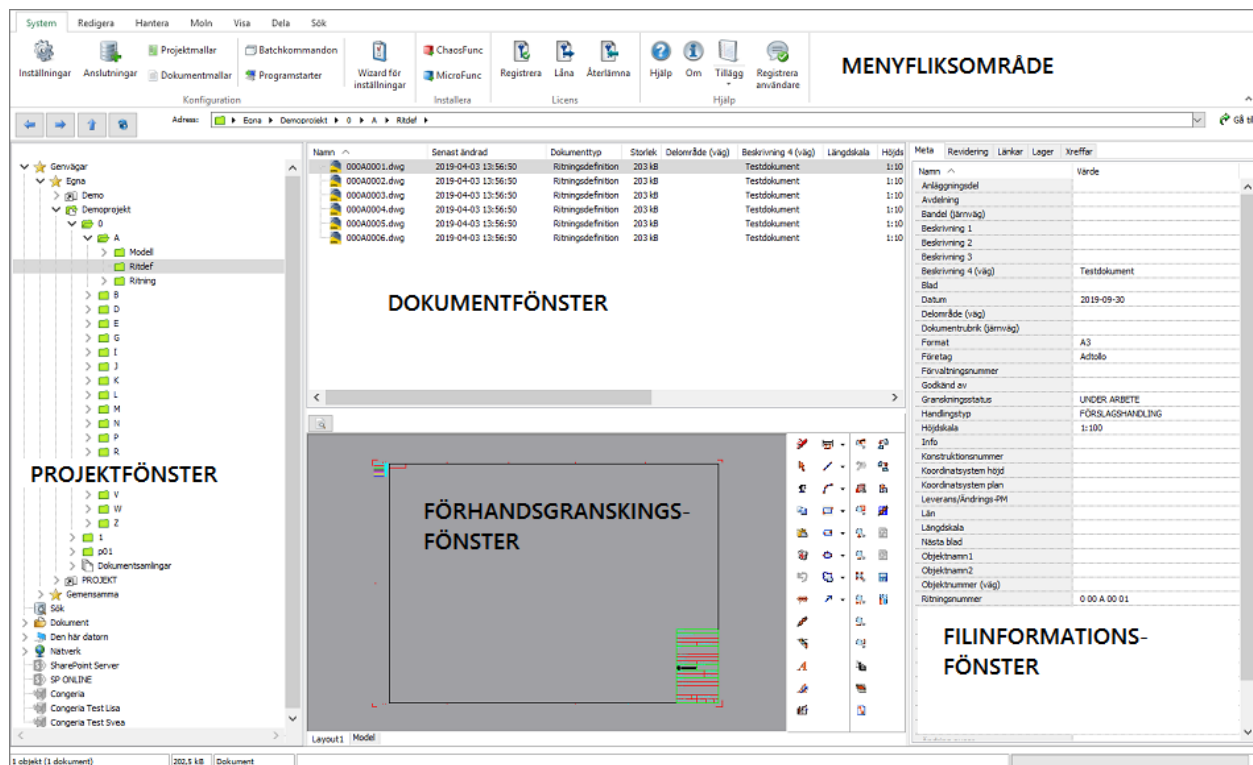 System Redigera Hantera Moln Visa Dela Sök
Inställningar Anslutningar Projektmallar Dokumentmallar Batchkommandon Programstarter Wizard för inställningar
Konfiguration
ChaosFunc MicroFunc
Installera
Registrera Låna Återlämna
Licens
Hjälp Om Tillägg Registrera användare
Hjälp
MENYFLIKSOMRÅDE
Adress: Egna Demoprojekt 0 A Ritdef Gå til
Genvägar
Egna
Demo
Demoprojekt
0
A
Modell
Ritdef
Ritning
B
D
E
G
I
J
K
L
M
N
P
R
PROJEKTFÖNSTER
V
W
Z
1
p01
Dokumentsamlingar
PROJEKT
Gemensamma
Sök
Dokument
Den här datorn
Nätverk
SharePoint Server
SP ONLINE
Congeria
Congeria Test Lisa
Congeria Test Svea
Namn Senast ändrad Dokumenttyp Storlek Delområde (väg) Beskrivning 4 (väg) Längdskala Höjds
000A0001.dwg 2019-04-03 13:56:50 Ritningsdefinition 203 kB Testdokument 1:10
000A0002.dwg 2019-04-03 13:56:50 Ritningsdefinition 203 kB Testdokument 1:10
000A0003.dwg 2019-04-03 13:56:50 Ritningsdefinition 203 kB Testdokument 1:10
000A0004.dwg 2019-04-03 13:56:50 Ritningsdefinition 203 kB Testdokument 1:10
000A0005.dwg 2019-04-03 13:56:50 Ritningsdefinition 203 kB Testdokument 1:10
000A0006.dwg 2019-04-03 13:56:50 Ritningsdefinition 203 kB Testdokument 1:10
DOKUMENTFÖNSTER
FÖRHANDSGRANSKINGS-
FÖNSTER
Layout1 Model
Meta Revidering Länkar Lager Xreffar
Namn Värde
Anläggningsdel
Avdelning
Bandel (järnväg)
Beskrivning 1
Beskrivning 2
Beskrivning 3
Beskrivning 4 (väg) Testdokument
Blad
Datum 2019-09-30
Delområde (väg)
Dokumentrubrik (järnväg)
Format A3
Företag Adtollo
Förvaltningsnummer
Godkänd av
Granskningsstatus UNDER ARBETE
Handlingstyp FÖRSLAGSHANDLING
Höjdskala 1:100
Info
Konstruktionsnummer
Koordinatsystem höjd
Koordinatsystem plan
Leverans/Ändrings-PM
Län
Längdskala
Nästa blad
Objektnamn1
Objektnamn2
Objektnummer (väg)
Ritningsnummer 0 00 A 00 01
FILINFORMATIONS-
FÖNSTER
1 objekt (1 dokument) 202,5 kB Dokument